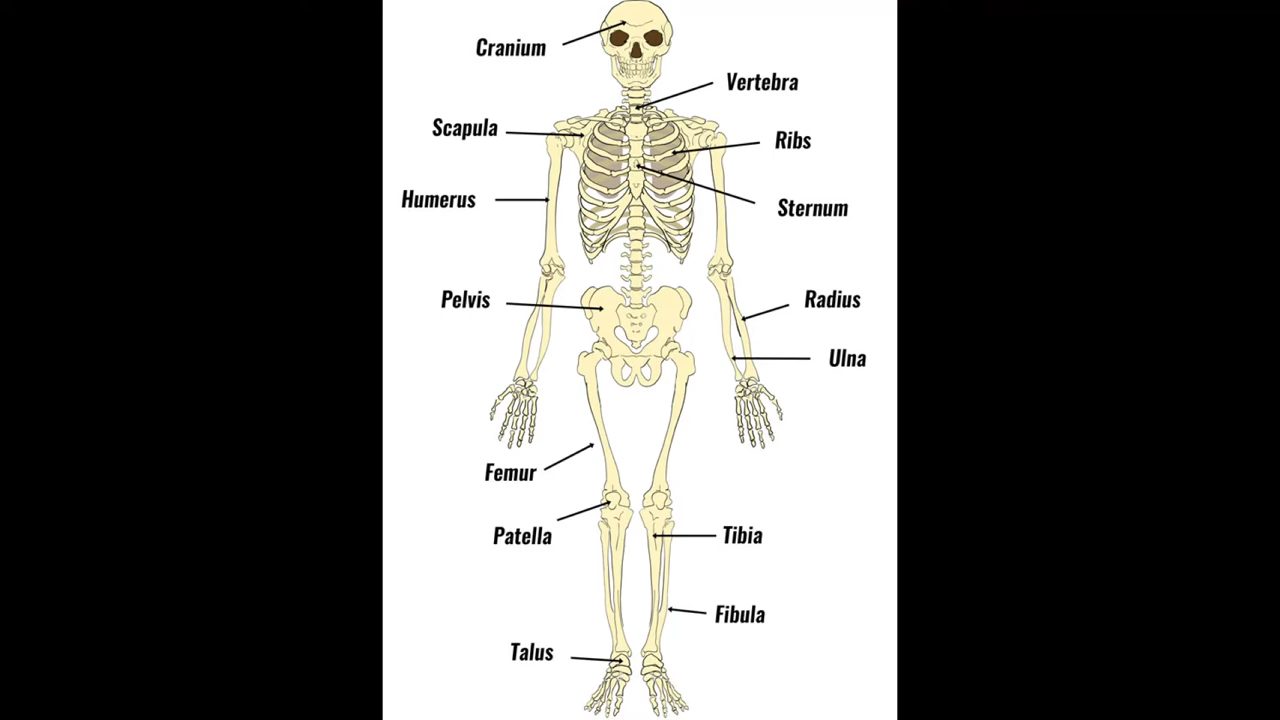 Cranium
Vertebra
Scapula
Ribs
Humerus
Sternum
Pelvis
Radius
Ulna
Femur
Patella
Tibia
Fibula
Talus